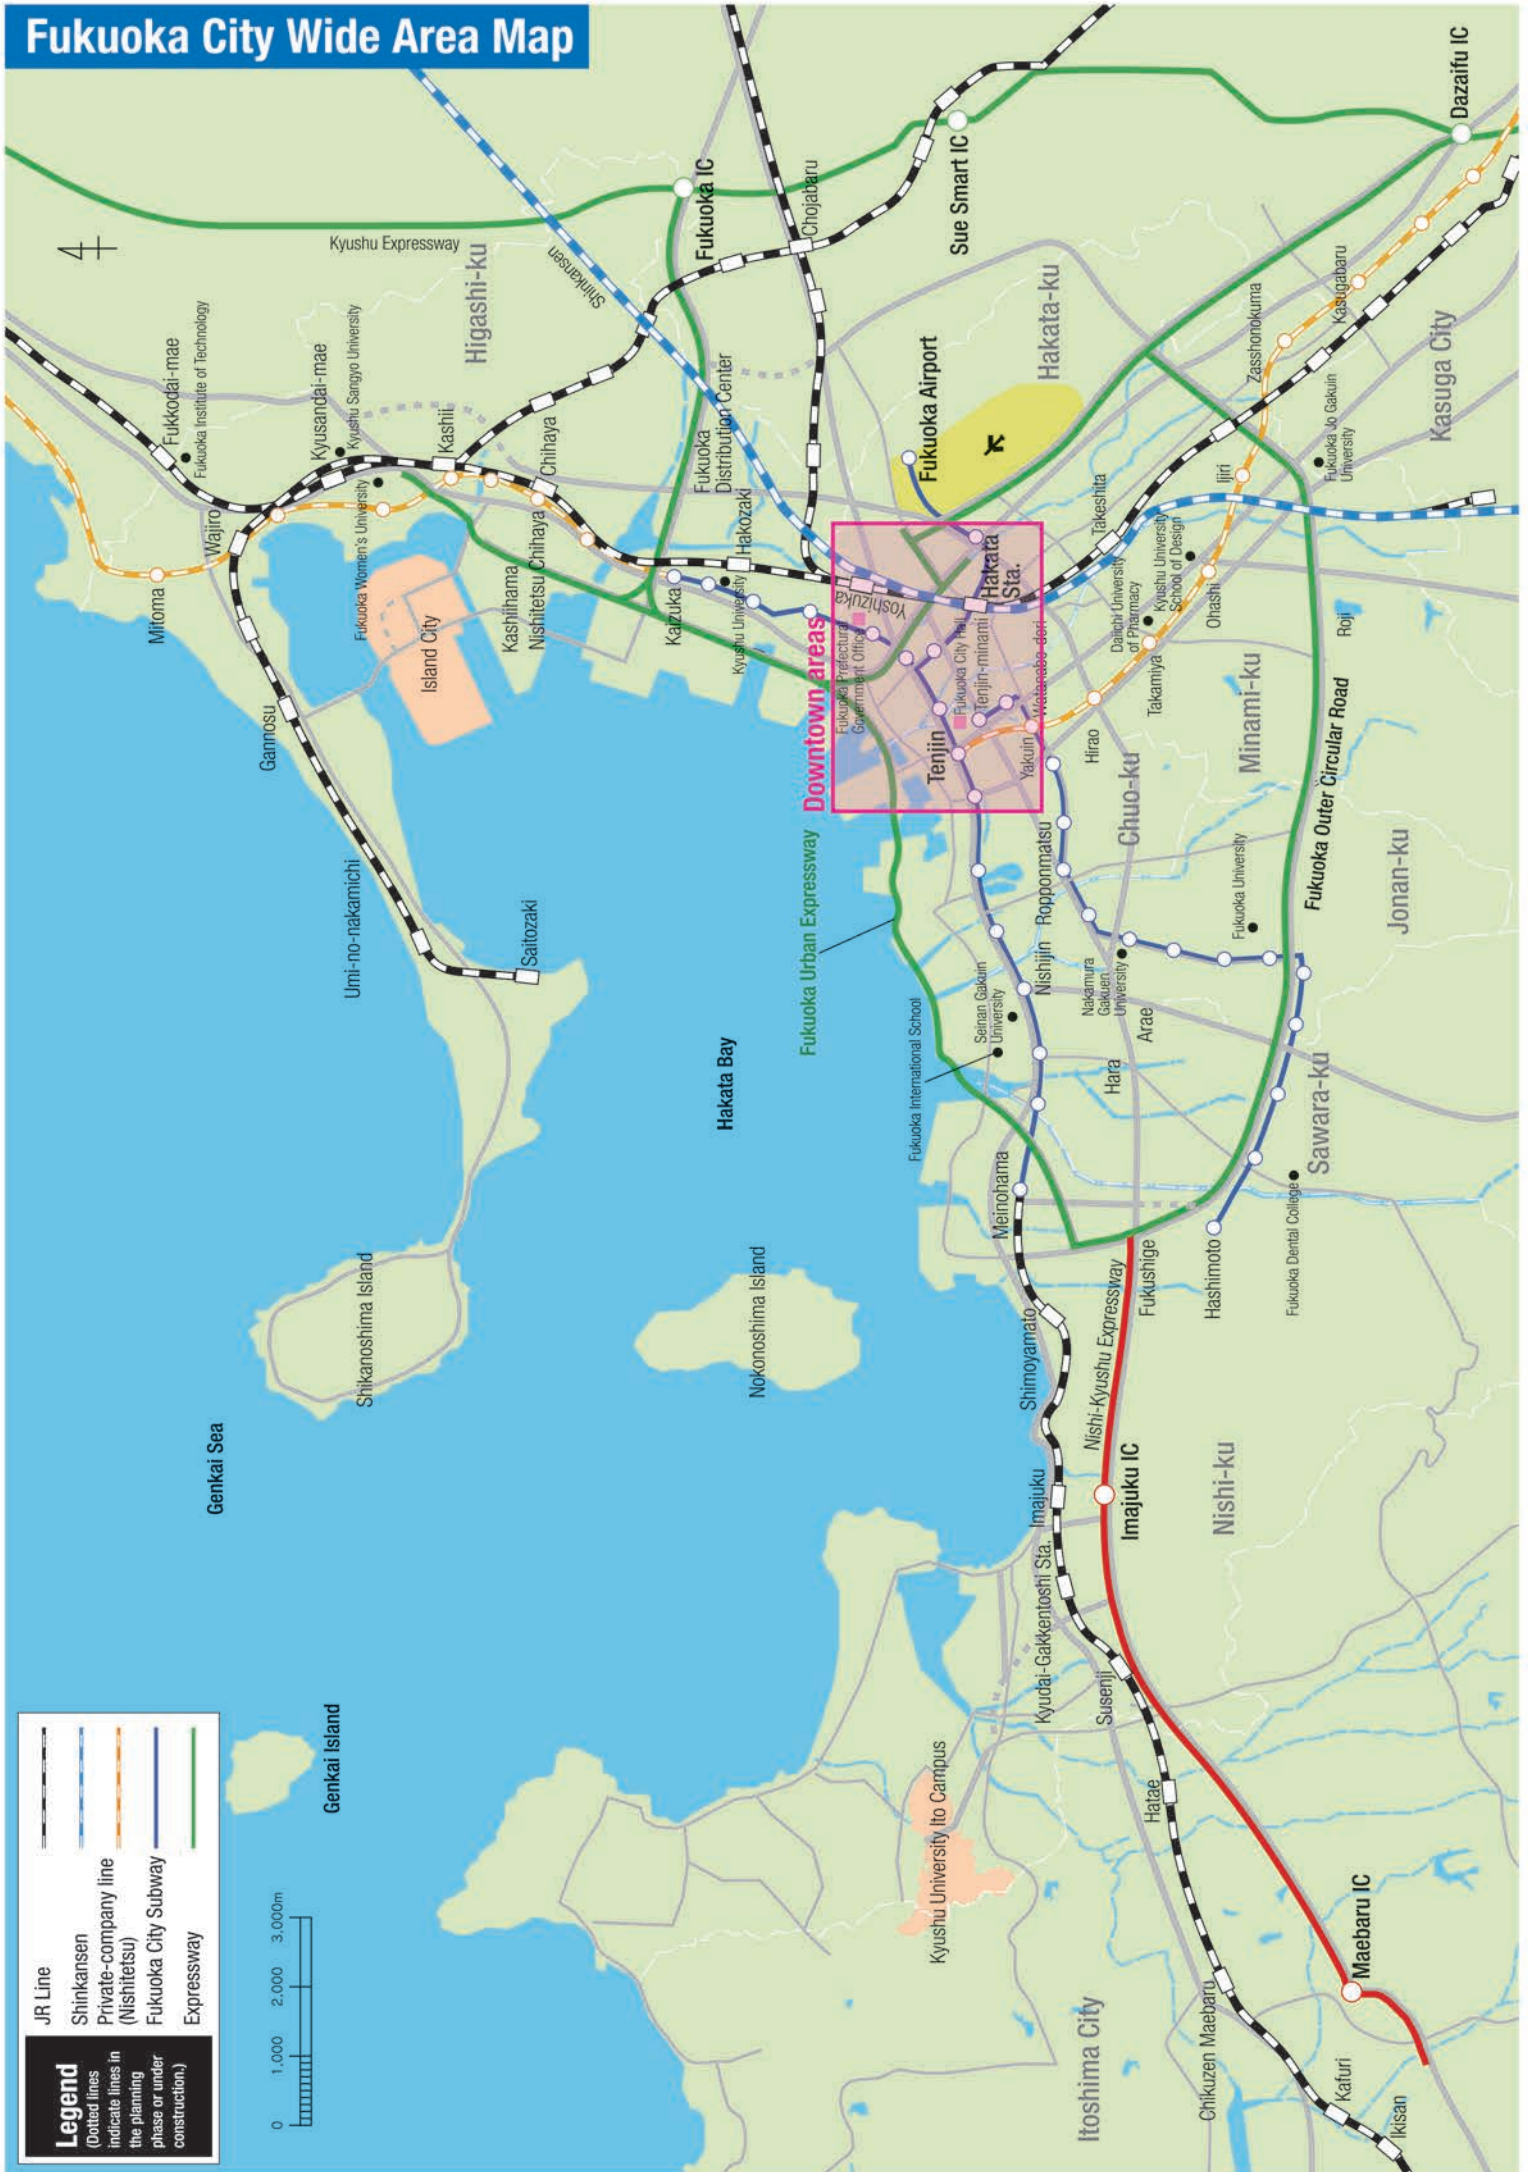 Fukuoka City Wide Area Map
Legend
(Dotted lines
indicate lines in
the planning
phase or under
construction.)
JR Line
Shinkansen
Private-company line
(Nishitetsu)
Fukuoka City Subway
Expressway
0
1,000
2,000
3,000m
4
Genkai Sea
Genkai Island
Shikanoshima Island
Nokonoshima Island
Hakata Bay
Umi-no-nakamichi
Saitozaki
Gannosu
Mitoma
Wajiro
Fukkodai-mae
Fukuoka Institute of Technology
Kyusandai-mae
Kyushu Sangyo University
Fukuoka Women's University
Island City
Kashii
Kashiihama
Nishitetsu Chihaya
Chihaya
Higashi-ku
Kyushu Expressway
Shinkansen
Fukuoka IC
Fukuoka
Distribution Center
Chojabaru
Sue Smart IC
Dazaifu IC
Kaizuka
Kyushu University
Hakozaki
Downtown areas
Fukuoka Prefectural
Government Office
Yoshizuka
Hakata
Sta.
Fukuoka City Hall
Tenjin
Tenjin-minami
Watanabe-dori
Yakuin
Fukuoka Airport
Hakata-ku
Hirao
Takamiya
Daiichi University
of Pharmacy
Kyushu University
School of Design
Ohashi
Takeshita
Ijiri
Zasshonokuma
Kasugabaru
Kasuga City
Fukuoka Jo Gakuin
University
Roji
Minami-ku
Chuo-ku
Fukuoka Outer Circular Road
Jonan-ku
Fukuoka University
Fukuoka Urban Expressway
Ropponmatsu
Nishijin
Seinan Gakuin
University
Fukuoka International School
Nakamura
Gakuen
University
Arae
Hara
Sawara-ku
Fukuoka Dental College
Hashimoto
Fukushige
Meinohama
Shimoyamato
Nishi-Kyushu Expressway
Imajuku IC
Imajuku
Nishi-ku
Kyudai-Gakkentoshi Sta.
Susenji
Hatae
Kyushu University Ito Campus
Maebaru IC
Chikuzen Maebaru
Itoshima City
Kafuri
Ikisan